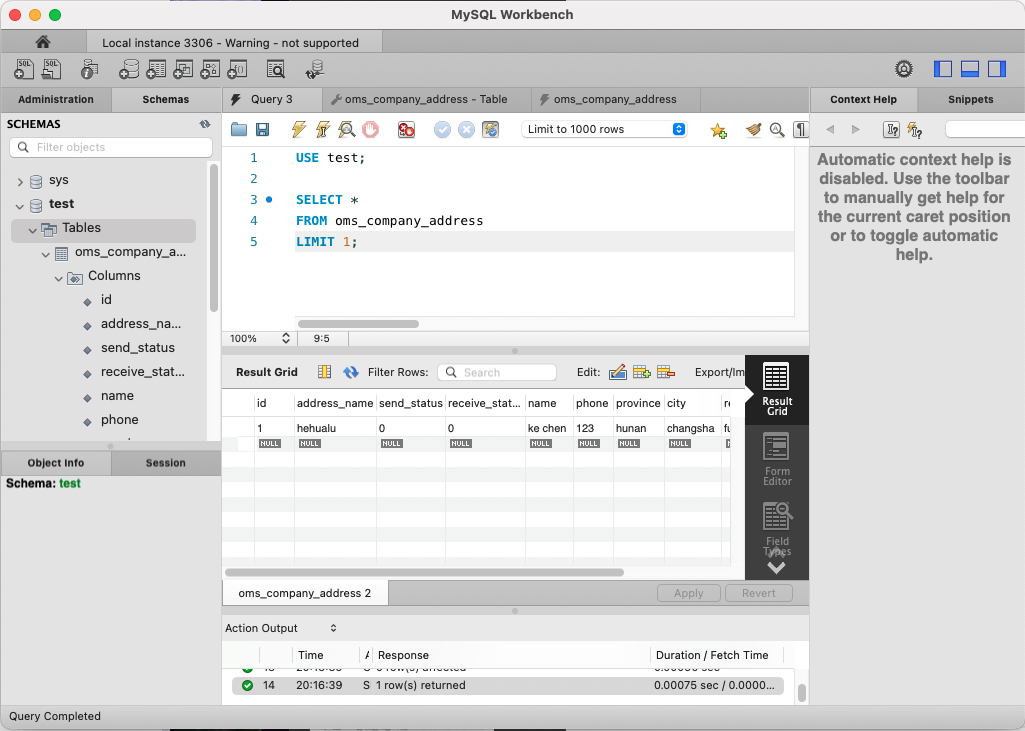 MySQL Workbench
Local instance 3306 - Warning - not supported
Administration
Schemas
Query 3
oms_company_address - Table
oms_company_address
Context Help
Snippets
SCHEMAS
Filter objects
sys
test
Tables
oms_company_a...
Columns
id
address_na...
send_status
receive_stat...
name
phone
Object Info
Session
Schema: test
Limit to 1000 rows
1 USE test;
2
3 SELECT *
4 FROM oms_company_address
5 LIMIT 1;
100%
9:5
Result Grid
Filter Rows:
Search
Edit:
Export/Im
id address_name send_status receive_stat... name phone province city re
1 hehualu 0 0 ke chen 123 hunan changsha fu
NULL NULL NULL NULL NULL NULL NULL NULL
Result
Grid
Form
Editor
Field
Types
oms_company_address 2
Apply
Revert
Action Output
Time Response Duration / Fetch Time
14 20:16:39 S 1 row(s) returned 0.00075 sec / 0.0000...
Automatic context help is
disabled. Use the toolbar
to manually get help for
the current caret position
or to toggle automatic
help.
Query Completed